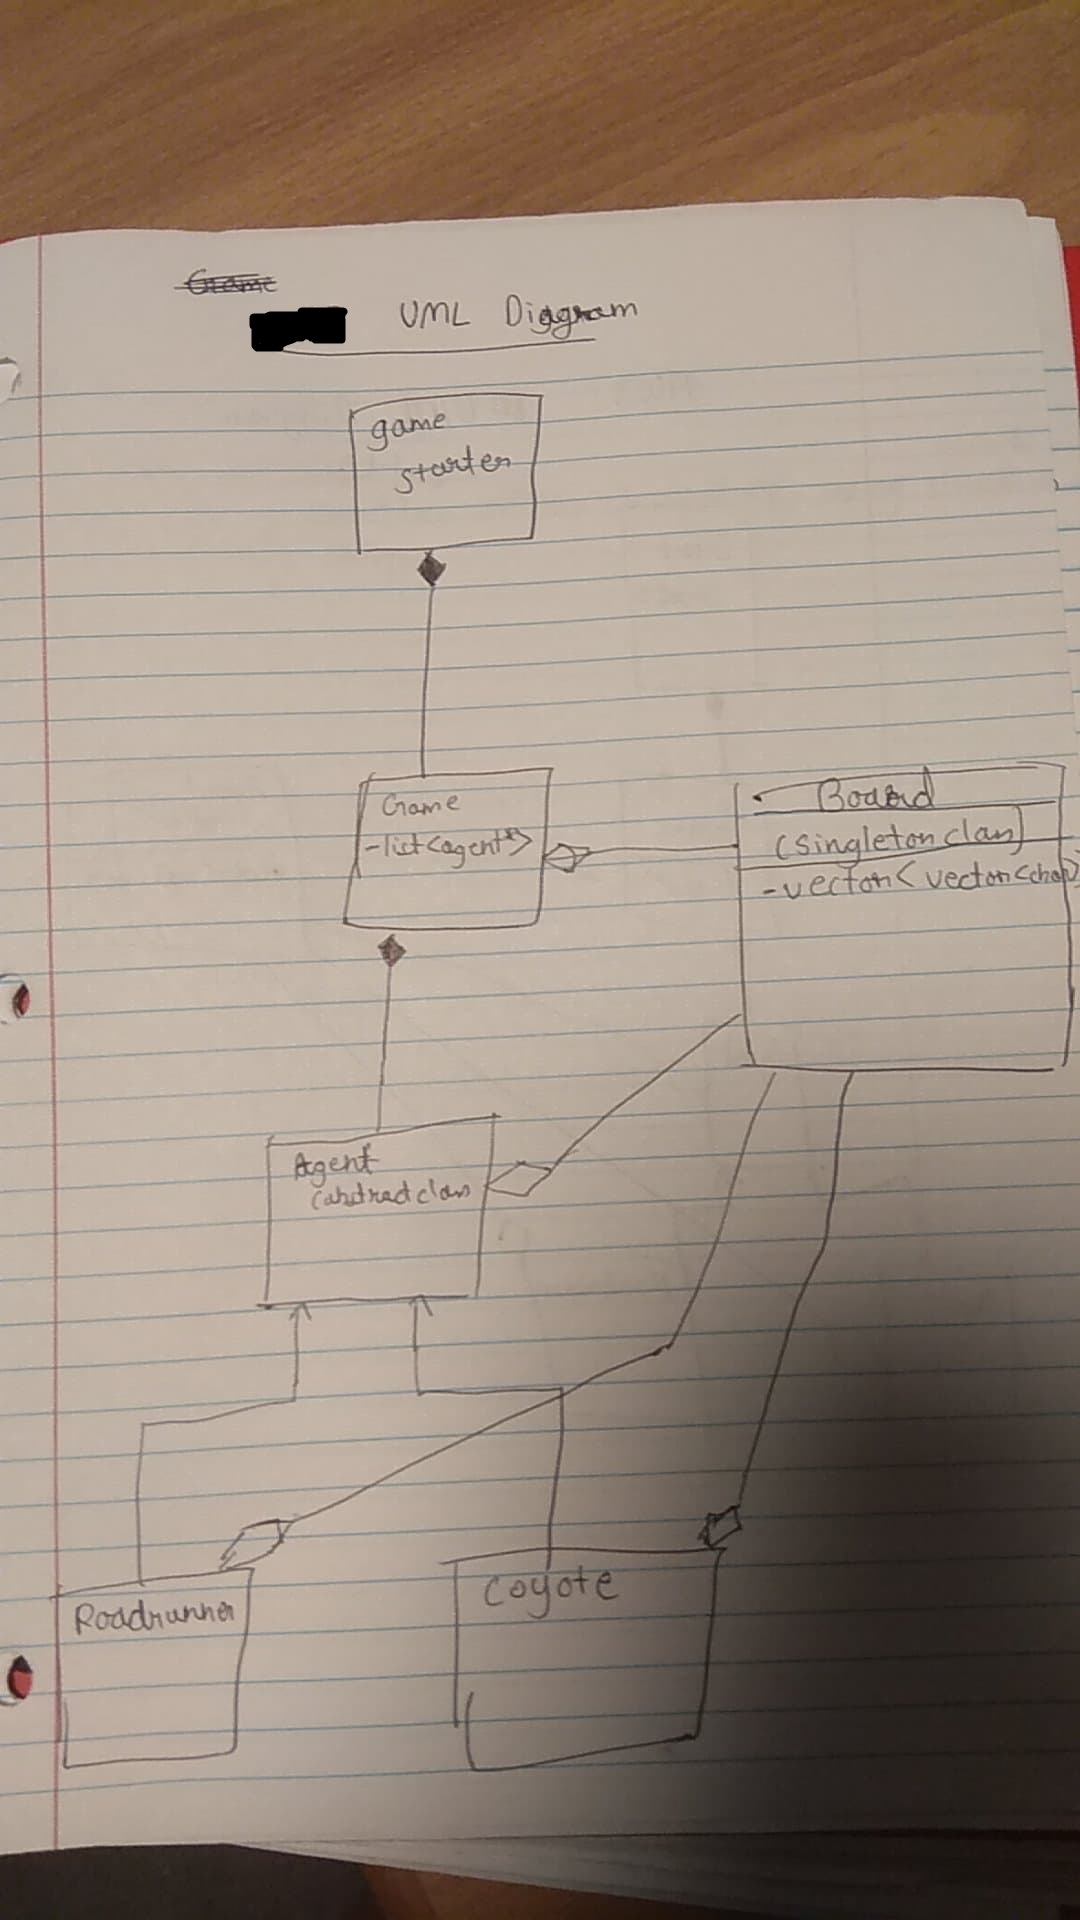 Game
UML Diagram
game
starter
Game
-list<agent*>
Board
(singleton class)
-vector<vector<char>
Agent
(abstract class
Roadrunner
Coyote